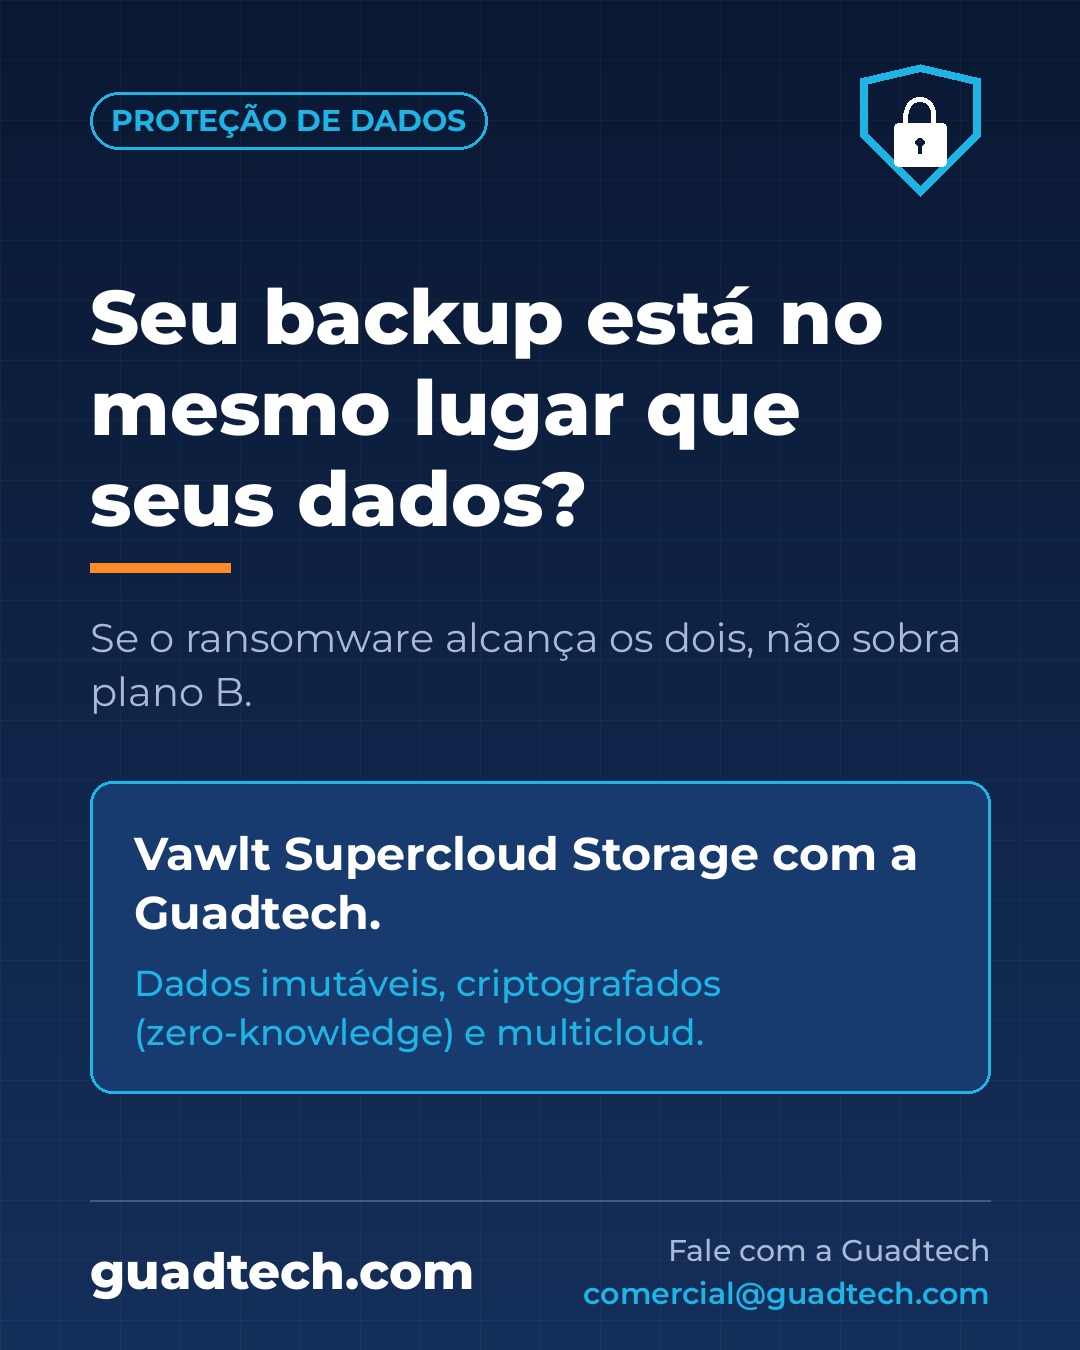 PROTEÇÃO DE DADOS
Seu backup está no
mesmo lugar que
seus dados?
Se o ransomware alcança os dois, não sobra
plano B.
Vawlt Supercloud Storage com a
Guadtech.
Dados imutáveis, criptografados
(zero-knowledge) e multicloud.
guadtech.com
Fale com a Guadtech
comercial@guadtech.com